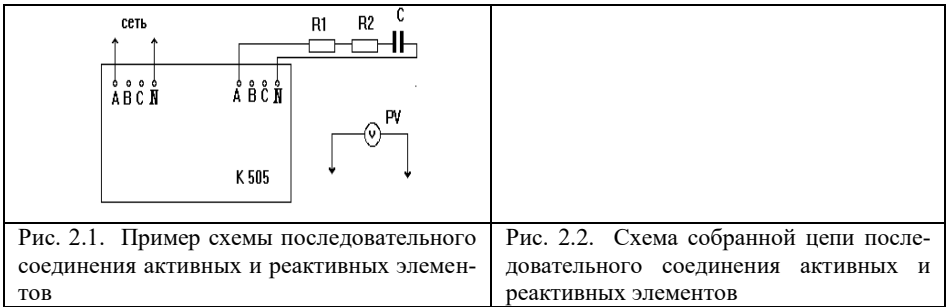 сеть
R1 R2 C
A B C N A B C N
PV
V
K 505
Рис. 2.1. Пример схемы последовательного
соединения активных и реактивных элемен-
тов
Рис. 2.2. Схема собранной цепи после-
довательного соединения активных и
реактивных элементов